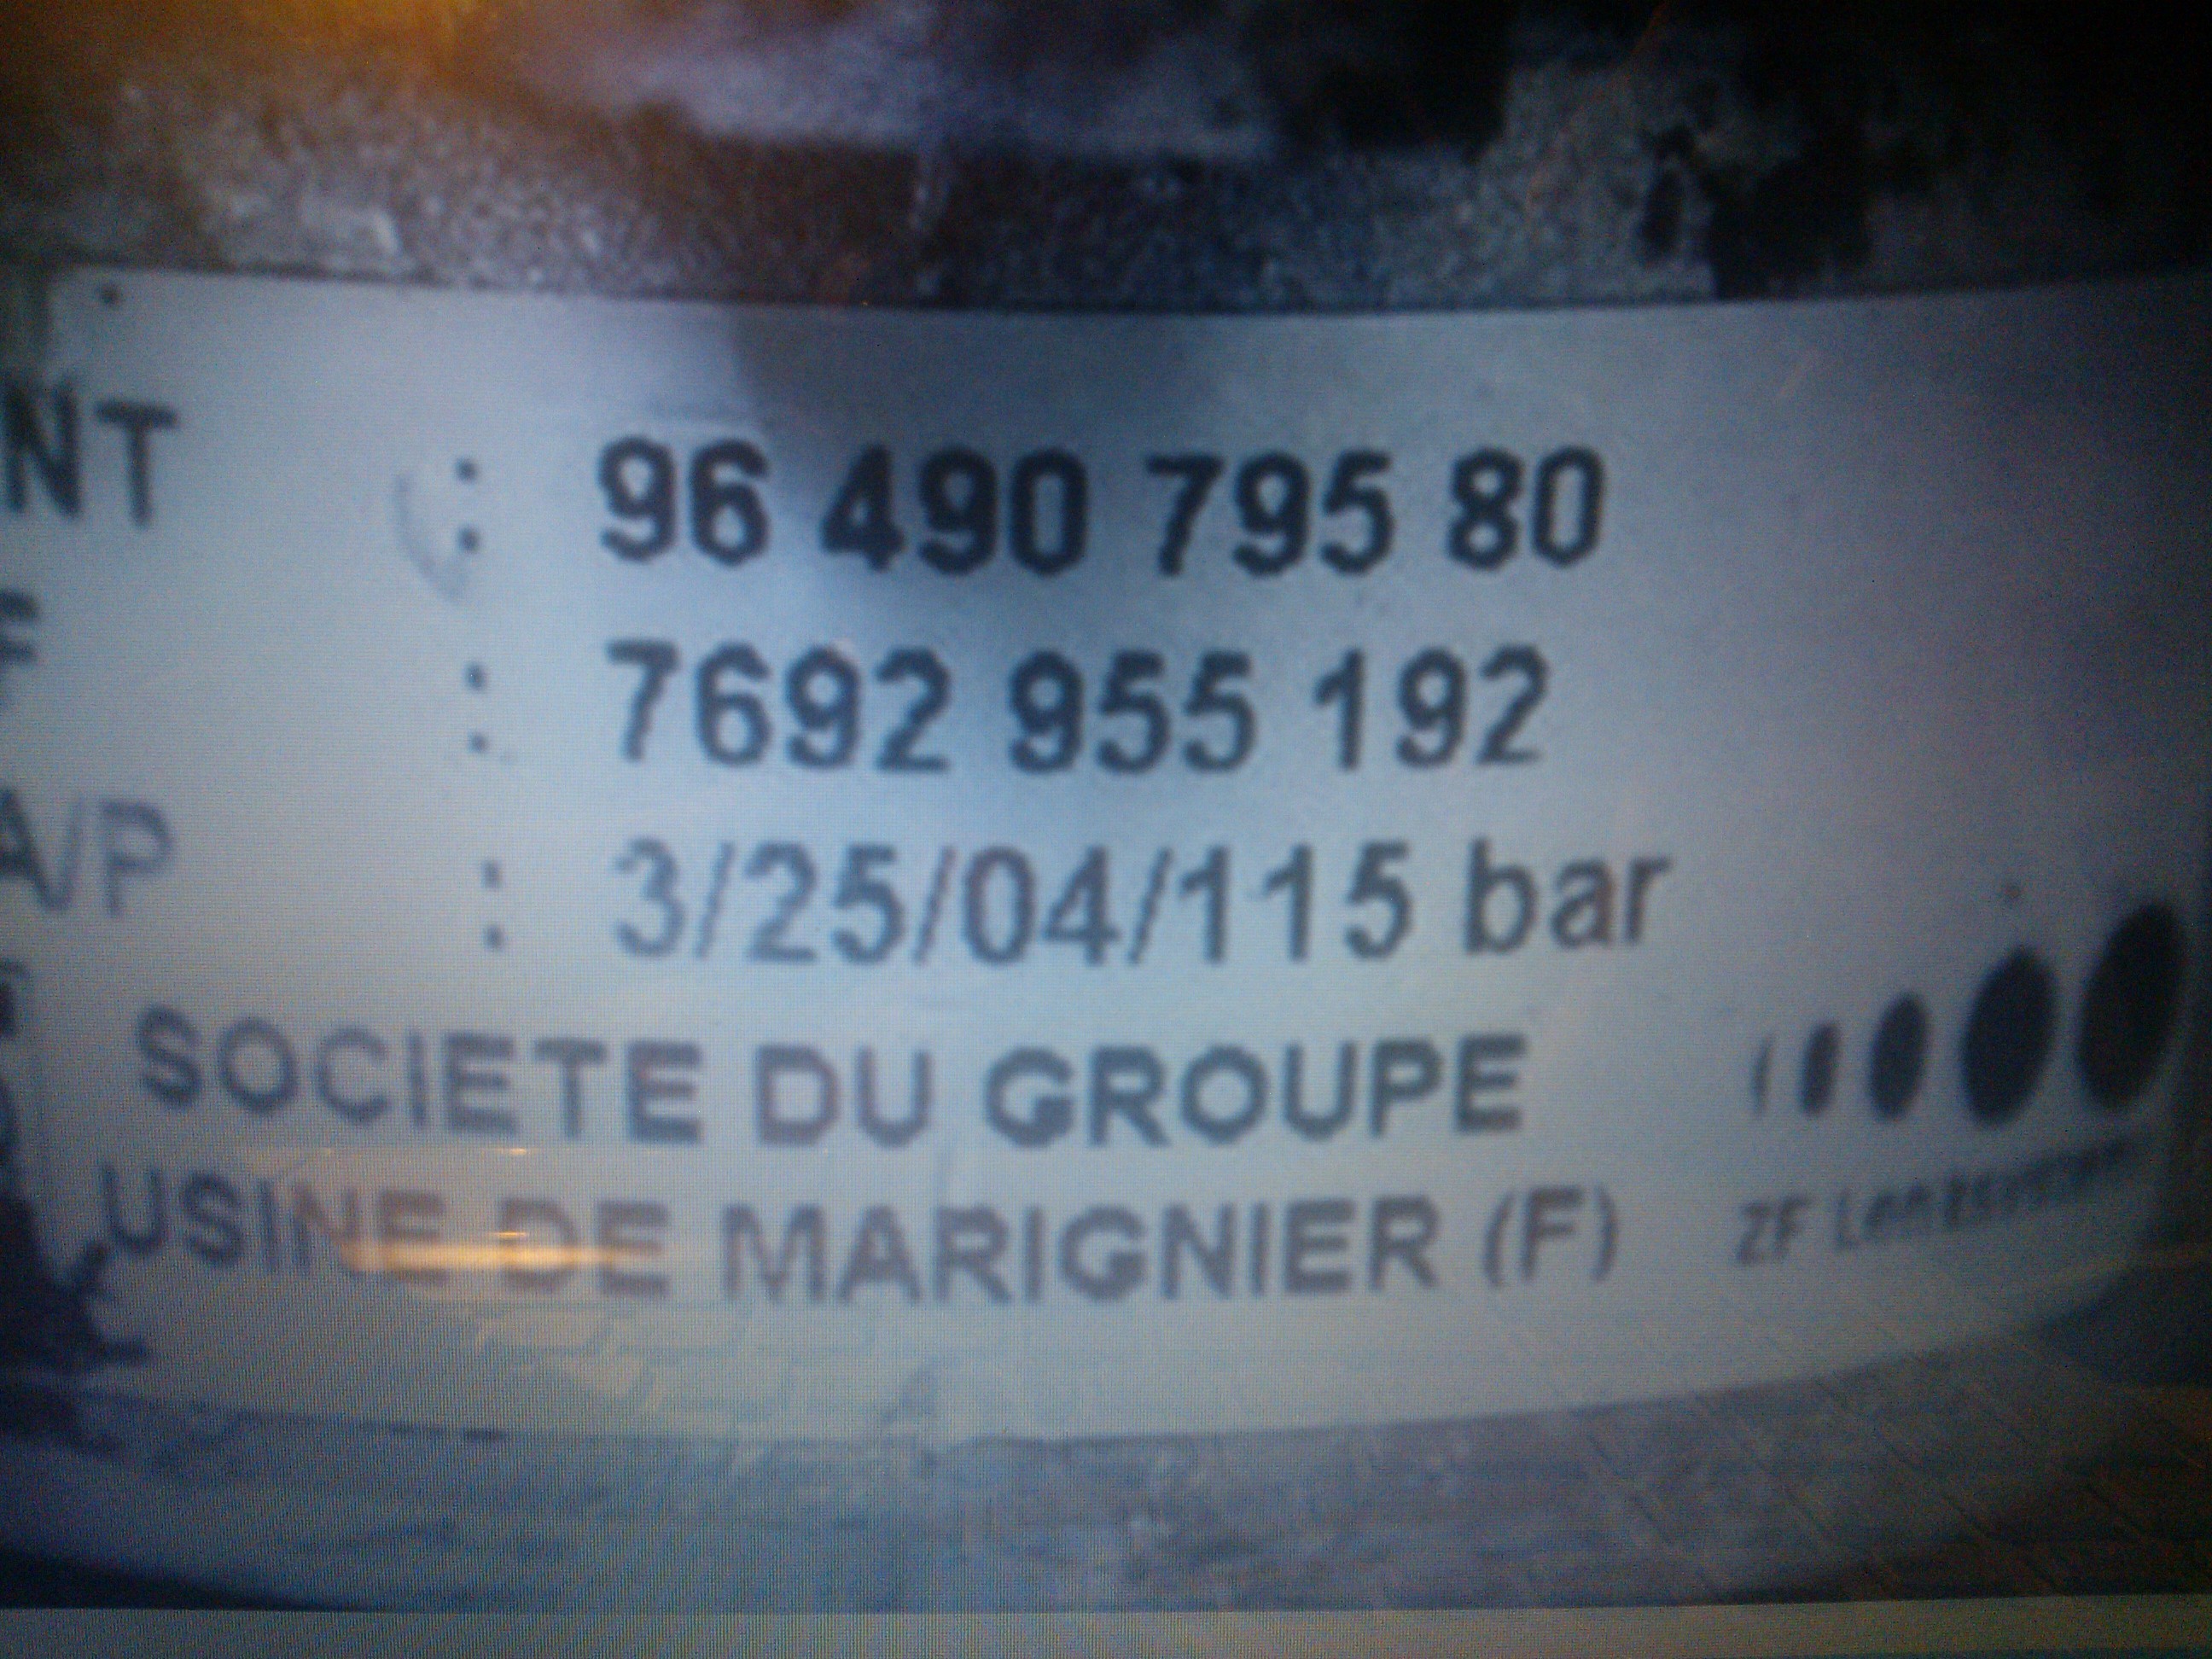 NT : 96 490 795 80
F : 7692 955 192
A/P : 3/25/04/115 bar
SOCIETE DU GROUPE
USINE DE MARIGNIER (F) ZF